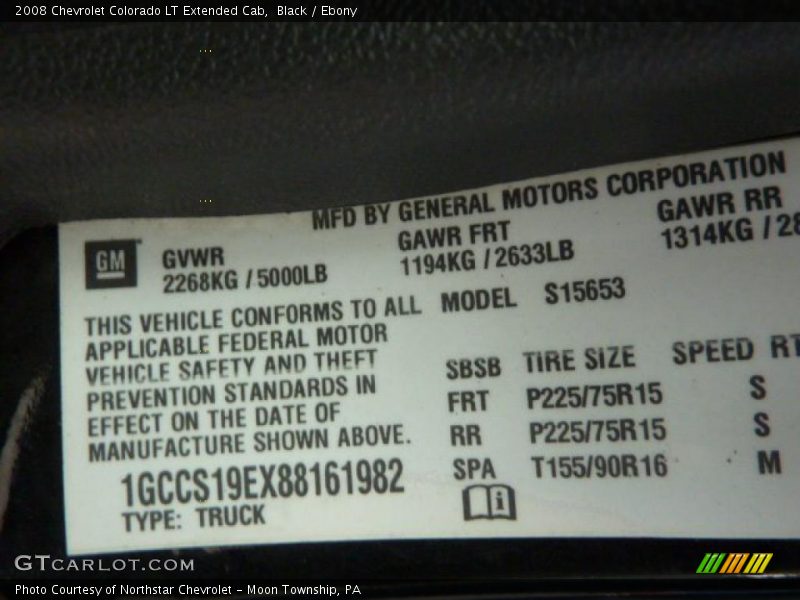 2008 Chevrolet Colorado LT Extended Cab, Black / Ebony
MFD BY GENERAL MOTORS CORPORATION
GM
GVWR GAWR FRT GAWR RR
2268KG / 5000LB 1194KG / 2633LB 1314KG / 28
THIS VEHICLE CONFORMS TO ALL
APPLICABLE FEDERAL MOTOR
VEHICLE SAFETY AND THEFT
PREVENTION STANDARDS IN
EFFECT ON THE DATE OF
MANUFACTURE SHOWN ABOVE.
1GCCS19EX88161982
TYPE: TRUCK
MODEL S15653
SBSB TIRE SIZE SPEED RT
FRT P225/75R15 S
RR P225/75R15 S
SPA T155/90R16 M
i
GTCARLOT.COM
Photo Courtesy of Northstar Chevrolet - Moon Township, PA